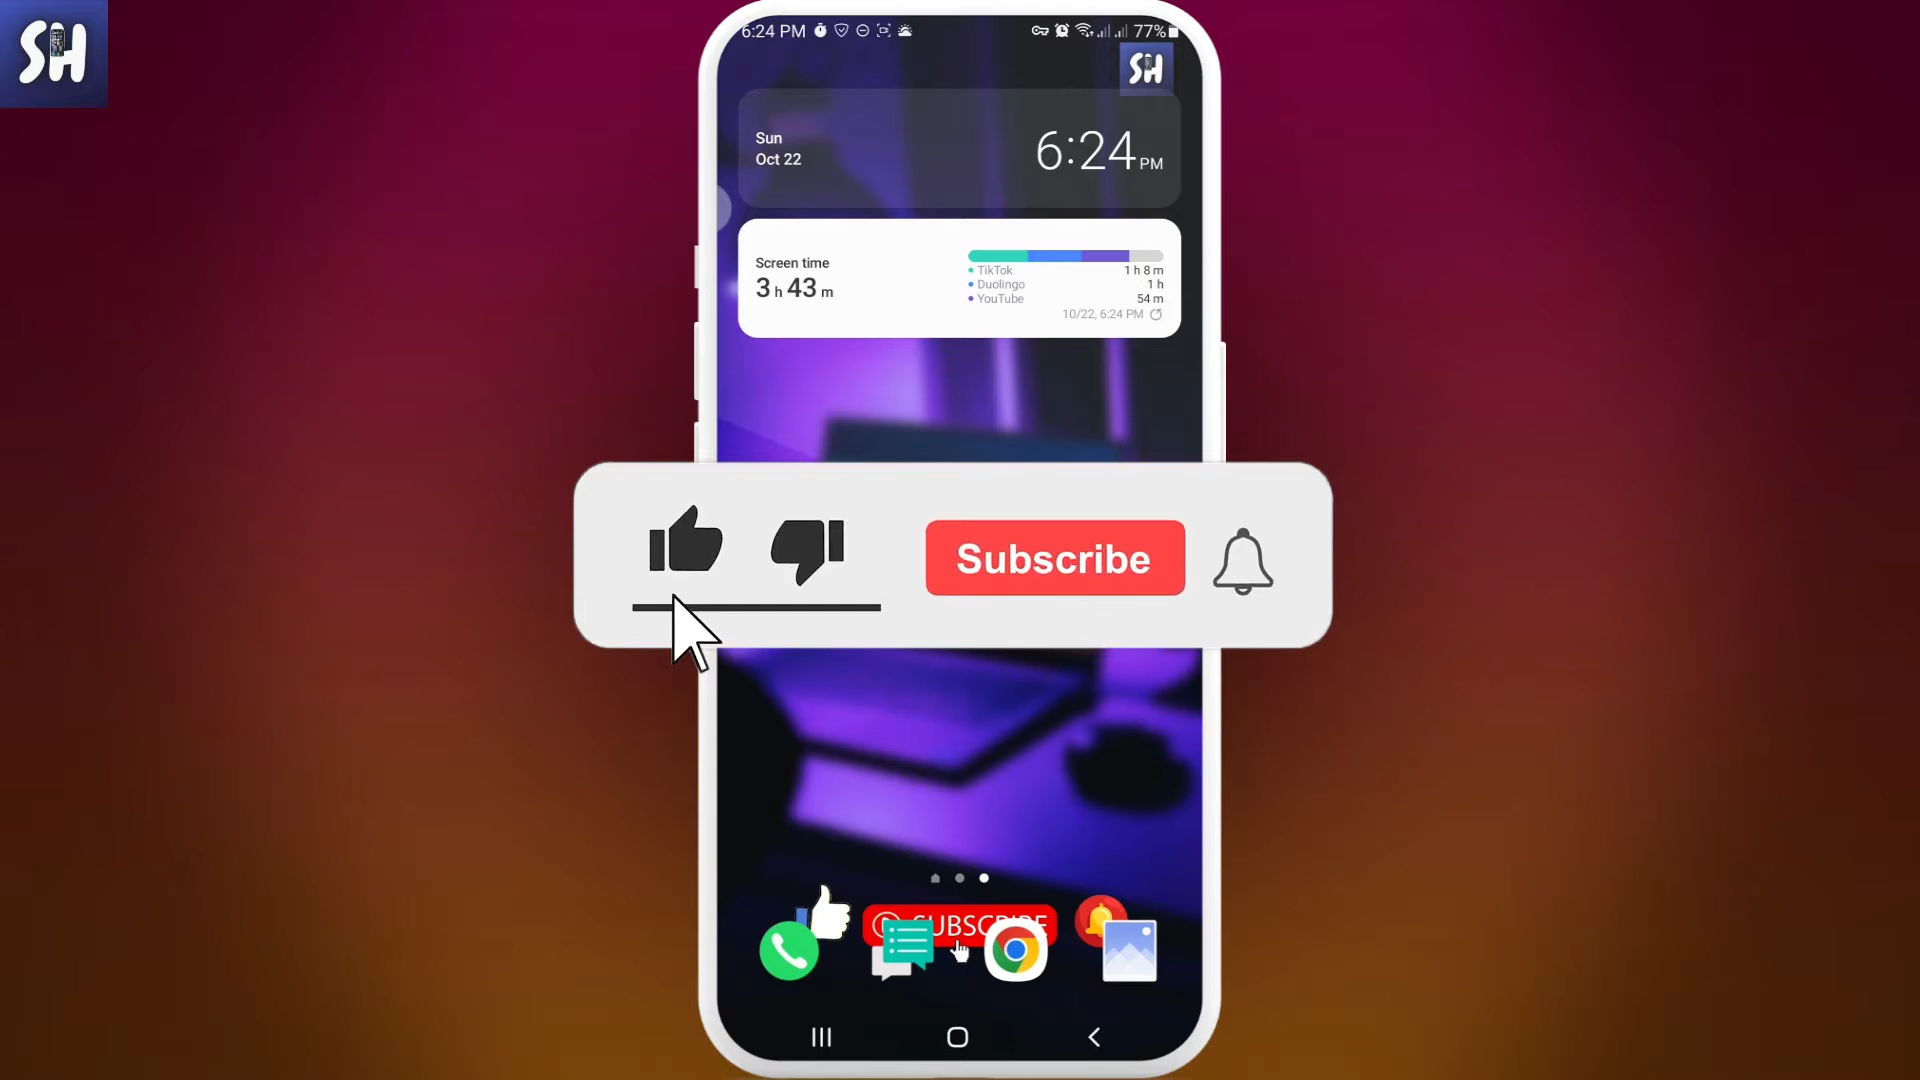 SH
6:24 PM
77%
SH
Sun
Oct 22
6:24 PM
Screen time
3 h 43 m
TikTok 1 h 8 m
Duolingo 1 h
YouTube 54 m
10/22, 6:24 PM
Subscribe
SUBSCRIBE